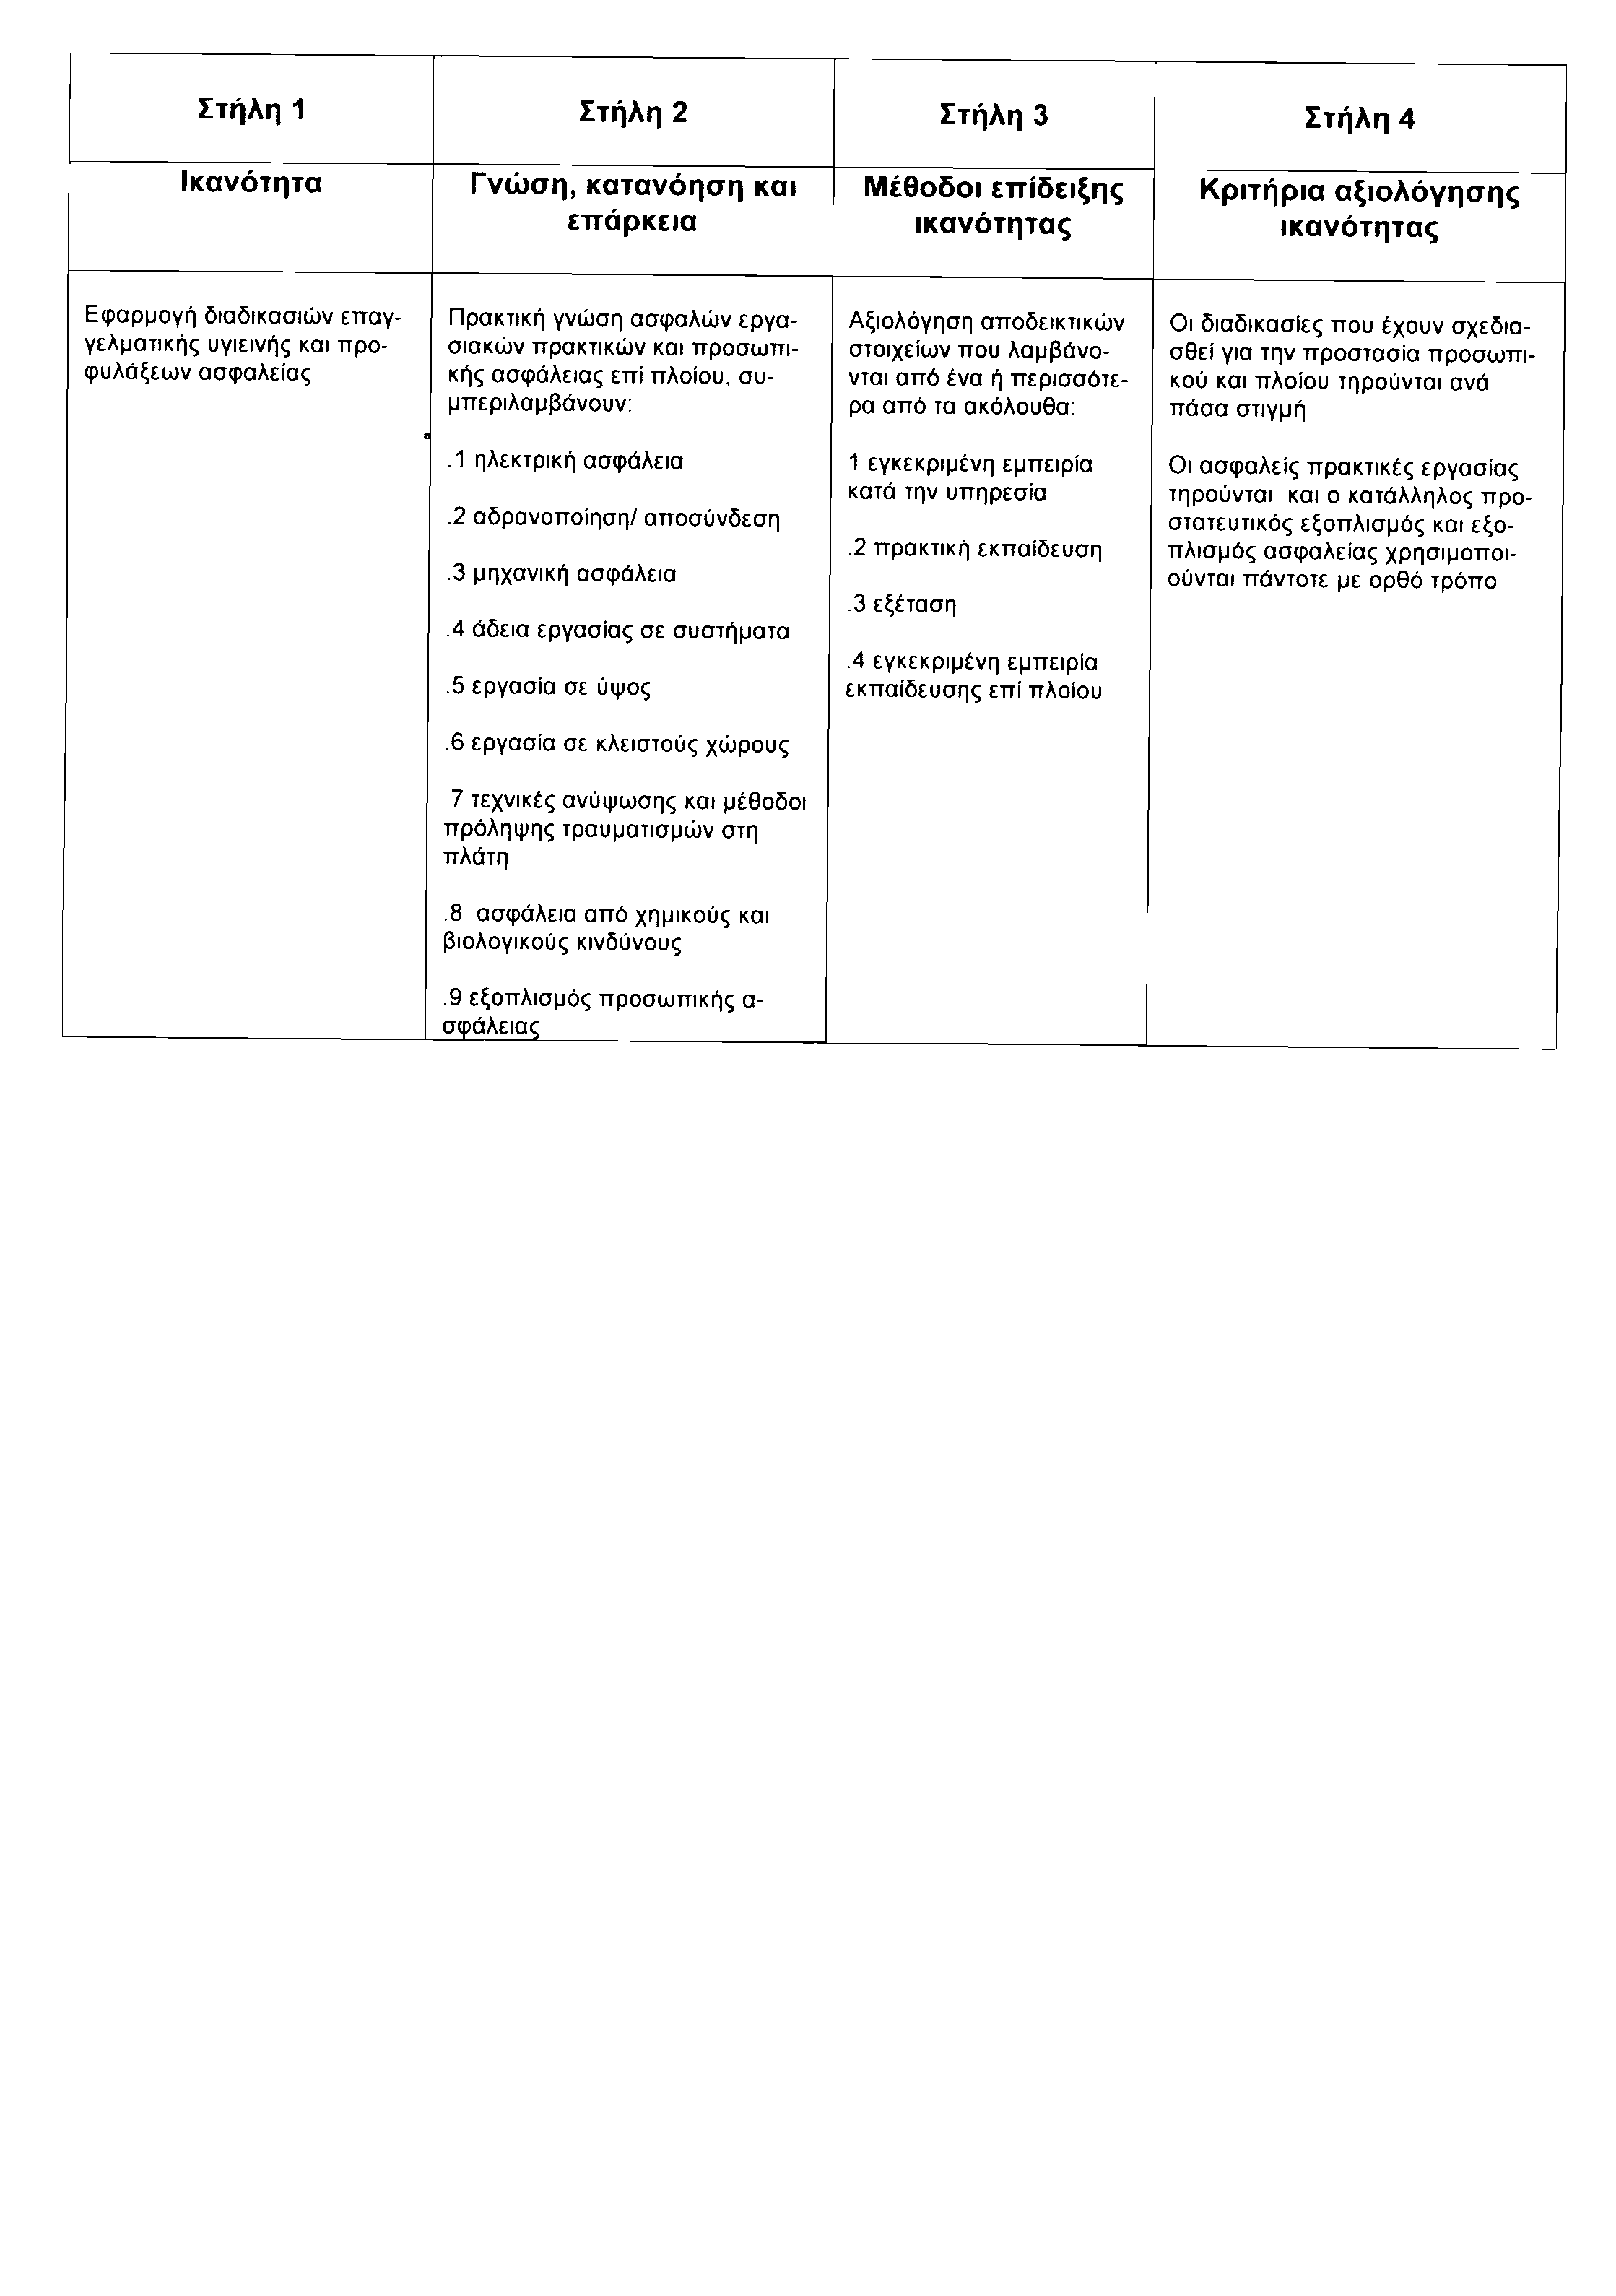 Στήλη 1
Στήλη 2
Στήλη 3
Στήλη 4
Ικανότητα
Γνώση, κατανόηση και
επάρκεια
Μέθοδοι επίδειξης
ικανότητας
Κριτήρια αξιολόγησης
ικανότητας
Εφαρμογή διαδικασιών επαγ-
γελματικής υγιεινής και προ-
φυλάξεων ασφαλείας
Πρακτική γνώση ασφαλών εργα-
σιακών πρακτικών και προσωπι-
κής ασφάλειας επί πλοίου, συ-
μπεριλαμβάνουν:
.1 ηλεκτρική ασφάλεια
.2 αδρανοποίηση/ αποσύνδεση
.3 μηχανική ασφάλεια
.4 άδεια εργασίας σε συστήματα
.5 εργασία σε ύψος
.6 εργασία σε κλειστούς χώρους
7 τεχνικές ανύψωσης και μέθοδοι
πρόληψης τραυματισμών στη
πλάτη
.8 ασφάλεια από χημικούς και
βιολογικούς κινδύνους
.9 εξοπλισμός προσωπικής α-
σφάλειας
Αξιολόγηση αποδεικτικών
στοιχείων που λαμβάνο-
νται από ένα ή περισσότε-
ρα από τα ακόλουθα:
1 εγκεκριμένη εμπειρία
κατά την υπηρεσία
.2 πρακτική εκπαίδευση
.3 εξέταση
.4 εγκεκριμένη εμπειρία
εκπαίδευσης επί πλοίου
Οι διαδικασίες που έχουν σχεδια-
σθεί για την προστασία προσωπι-
κού και πλοίου τηρούνται ανά
πάσα στιγμή
Οι ασφαλείς πρακτικές εργασίας
τηρούνται και ο κατάλληλος προ-
στατευτικός εξοπλισμός και εξο-
πλισμός ασφαλείας χρησιμοποι-
ούνται πάντοτε με ορθό τρόπο